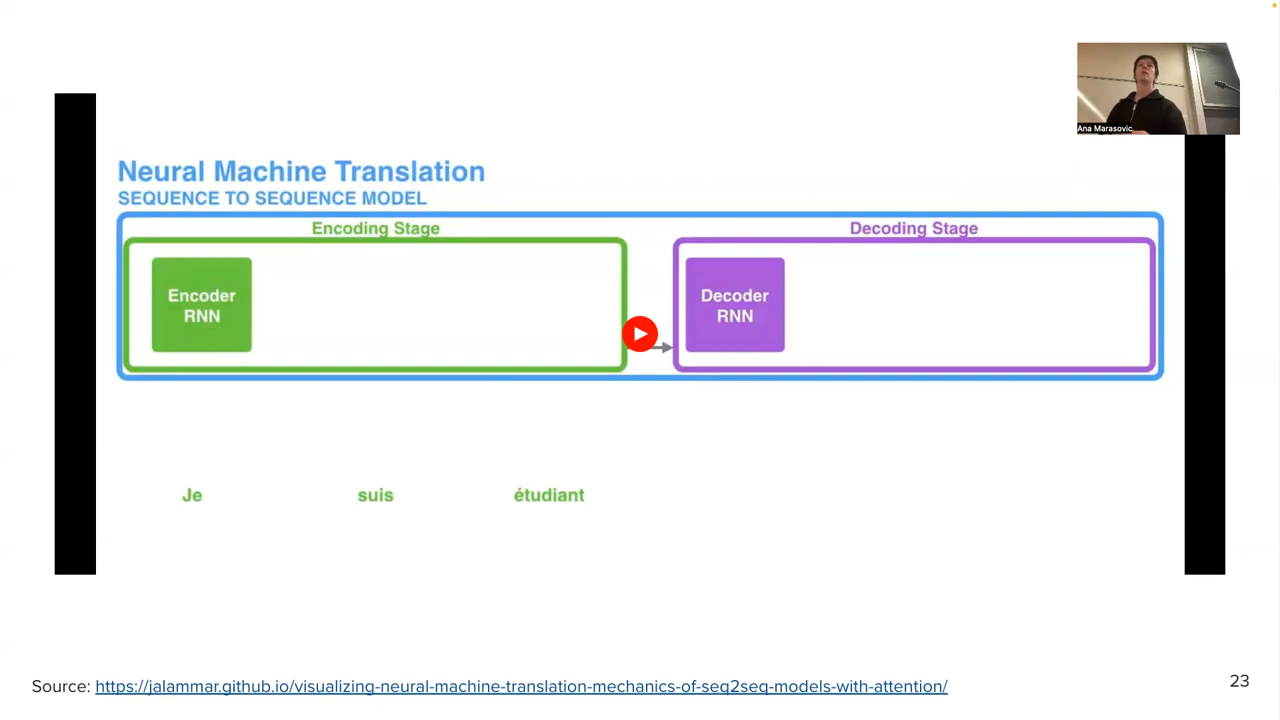 Ana Marasovic
Neural Machine Translation
SEQUENCE TO SEQUENCE MODEL
Encoding Stage
Decoding Stage
Encoder
RNN
Decoder
RNN
Je suis étudiant
Source: https://jalammar.github.io/visualizing-neural-machine-translation-mechanics-of-seq2seq-models-with-attention/
23